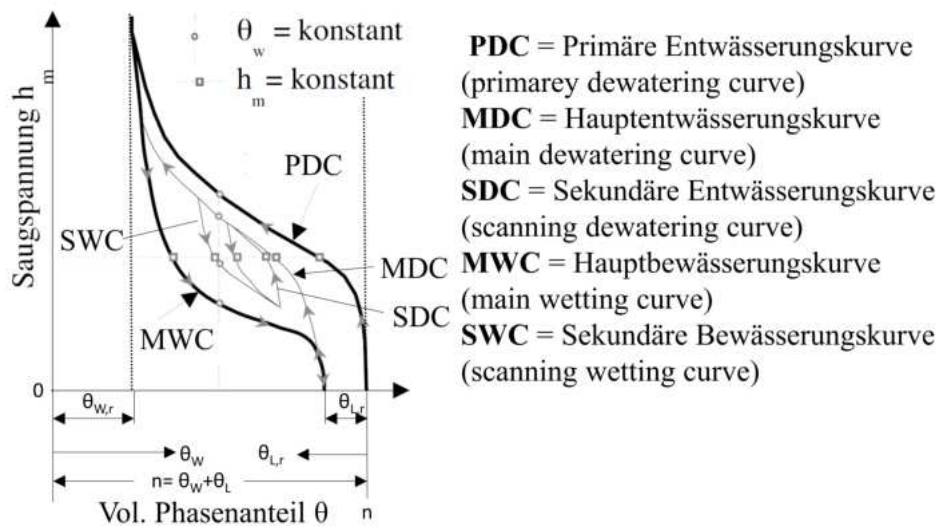 θw = konstant
hm = konstant
Saugspannung hm
PDC
SWC
MDC
SDC
MWC
0
θW,r
θL,r
θW
θL,r
n= θW+θL
Vol. Phasenanteil θ
n
PDC = Primäre Entwässerungskurve
(primarey dewatering curve)
MDC = Hauptentwässerungskurve
(main dewatering curve)
SDC = Sekundäre Entwässerungskurve
(scanning dewatering curve)
MWC = Hauptbewässerungskurve
(main wetting curve)
SWC = Sekundäre Bewässerungskurve
(scanning wetting curve)